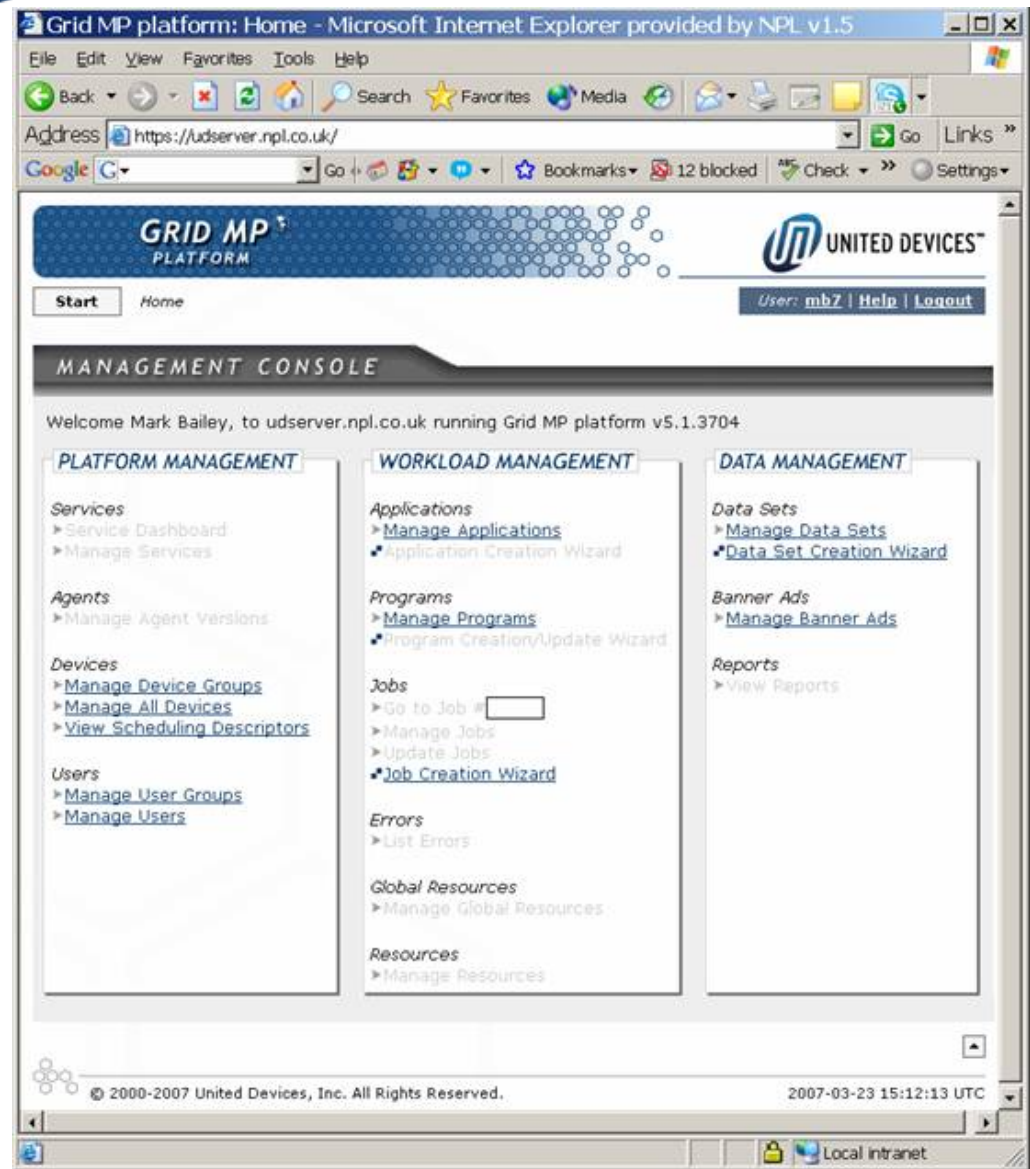 Grid MP platform: Home - Microsoft Internet Explorer provided by NPL v1.5
File Edit View Favorites Tools Help
Back Search Favorites Media
Address https://udserver.npl.co.uk/ Go Links »
Google G Go Bookmarks 12 blocked ABC Check » Settings
GRID MP
PLATFORM
UNITED DEVICES™
Start Home User: mb7 | Help | Logout
MANAGEMENT CONSOLE
Welcome Mark Bailey, to udserver.npl.co.uk running Grid MP platform v5.1.3704
PLATFORM MANAGEMENT
Services
Service Dashboard
Manage Services
Agents
Manage Agent Versions
Devices
Manage Device Groups
Manage All Devices
View Scheduling Descriptors
Users
Manage User Groups
Manage Users
WORKLOAD MANAGEMENT
Applications
Manage Applications
Application Creation Wizard
Programs
Manage Programs
Program Creation/Update Wizard
Jobs
Go to Job #
Manage Jobs
Update Jobs
Job Creation Wizard
Errors
List Errors
Global Resources
Manage Global Resources
Resources
Manage Resources
DATA MANAGEMENT
Data Sets
Manage Data Sets
Data Set Creation Wizard
Banner Ads
Manage Banner Ads
Reports
View Reports
© 2000-2007 United Devices, Inc. All Rights Reserved. 2007-03-23 15:12:13 UTC
Local intranet